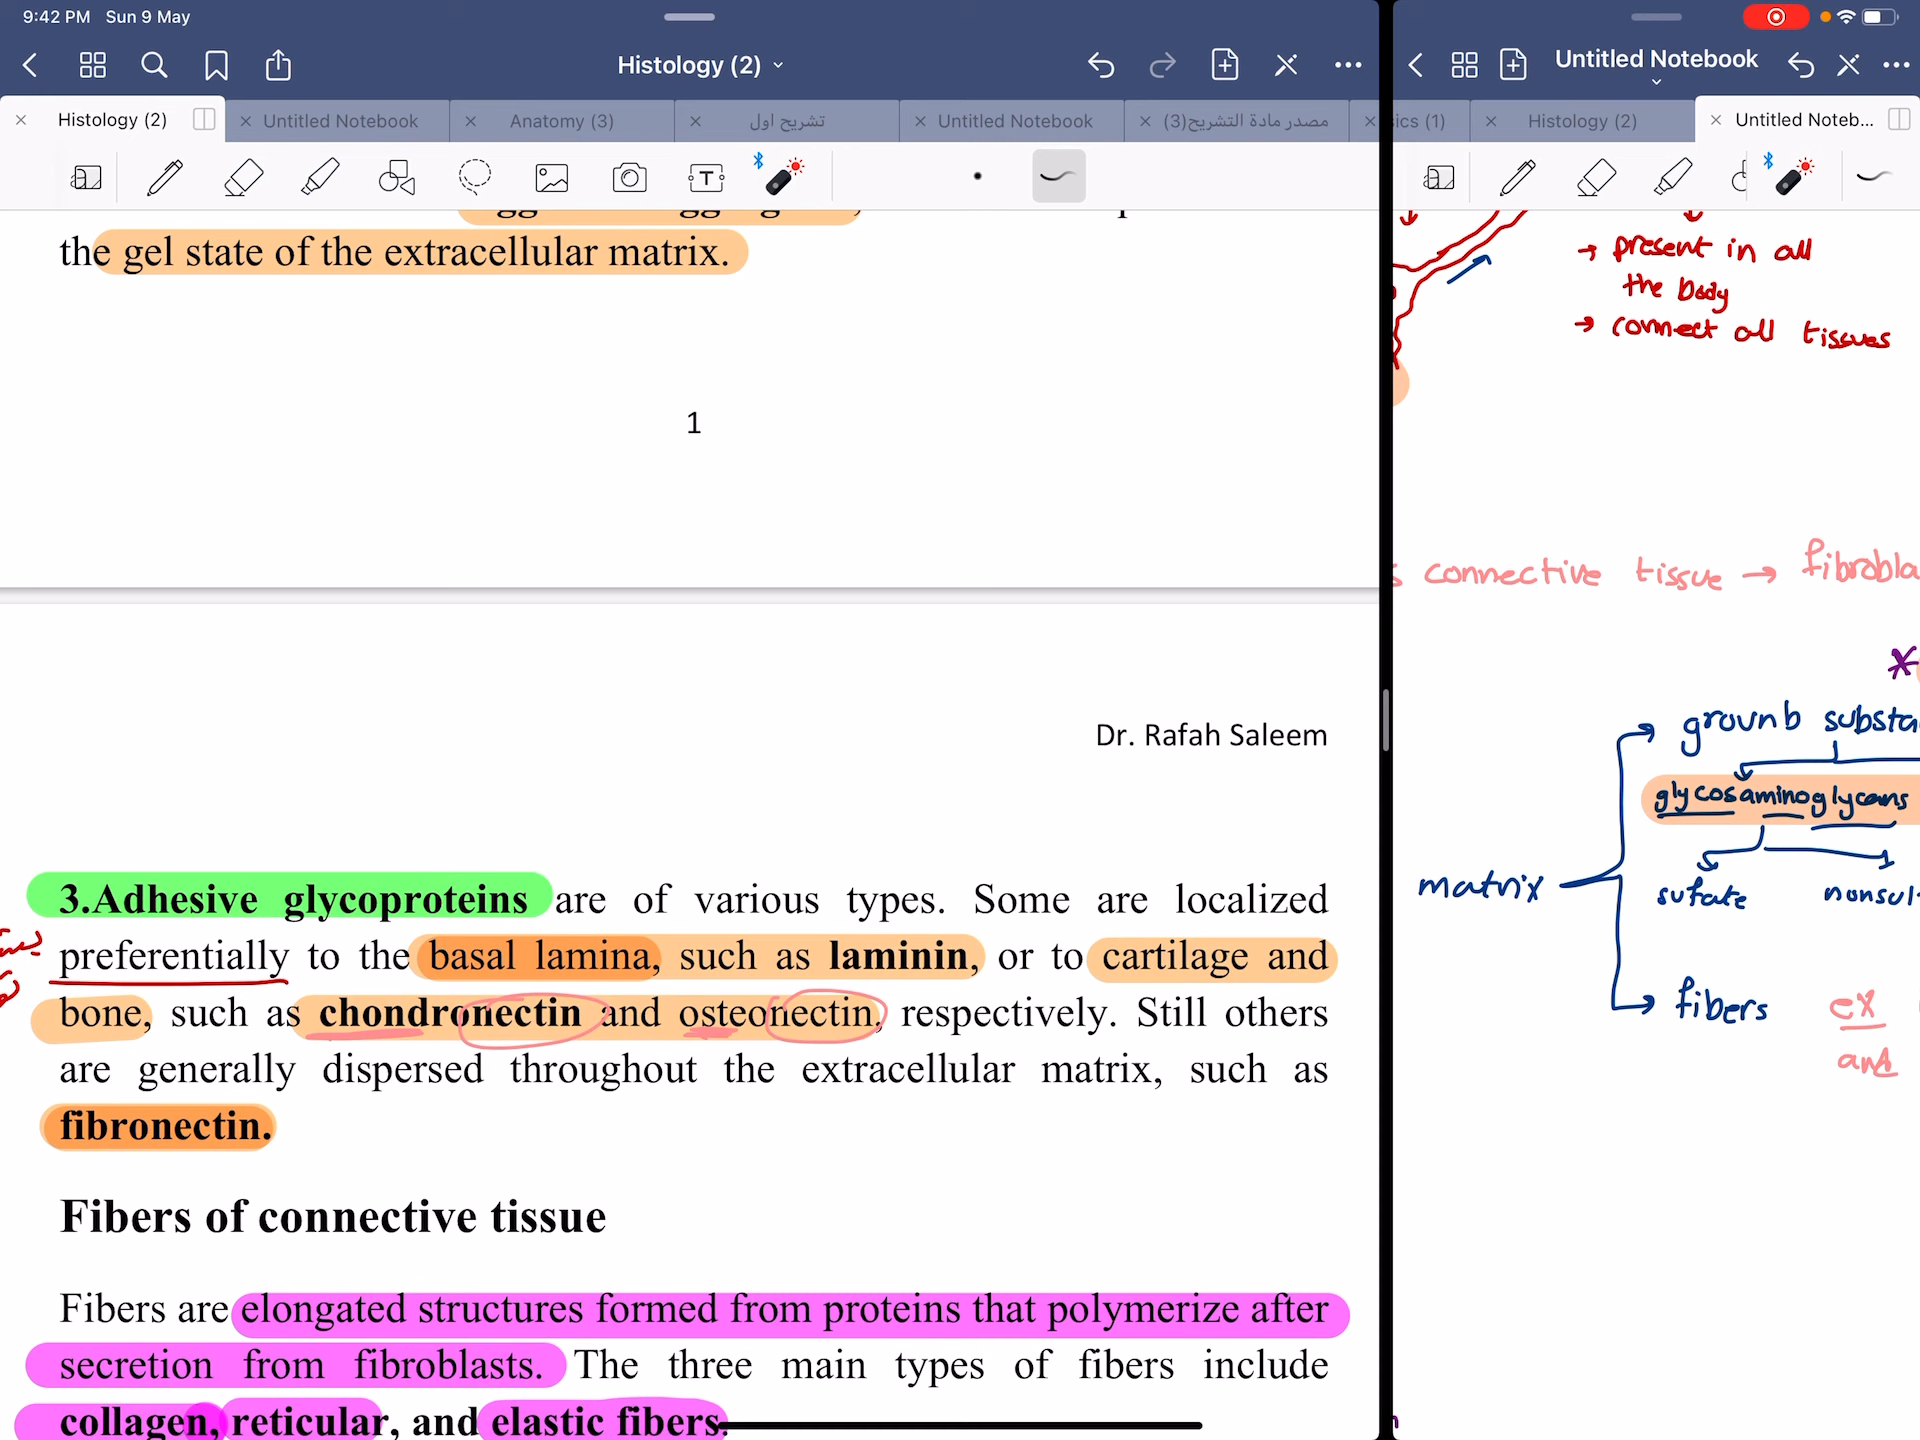 9:42 PM Sun 9 May
Histology (2)
Untitled Notebook
Histology (2)
Untitled Notebook
Anatomy (3)
تشريح اول
Untitled Notebook
مصدر مادة التشريح(3)
ics (1)
Histology (2)
Untitled Noteb...
the gel state of the extracellular matrix.
1
Dr. Rafah Saleem
3.Adhesive glycoproteins are of various types. Some are localized
preferentially to the basal lamina, such as laminin, or to cartilage and
bone, such as chondronectin and osteonectin, respectively. Still others
are generally dispersed throughout the extracellular matrix, such as
fibronectin.
Fibers of connective tissue
Fibers are elongated structures formed from proteins that polymerize after
secretion from fibroblasts. The three main types of fibers include
collagen, reticular, and elastic fibers.
→ present in all
the body
→ connect all tissues
s connective tissue → fibrobla
*
grounb substa
glycosaminoglycans
matrix
sufate
nonsul
fibers
ex
and